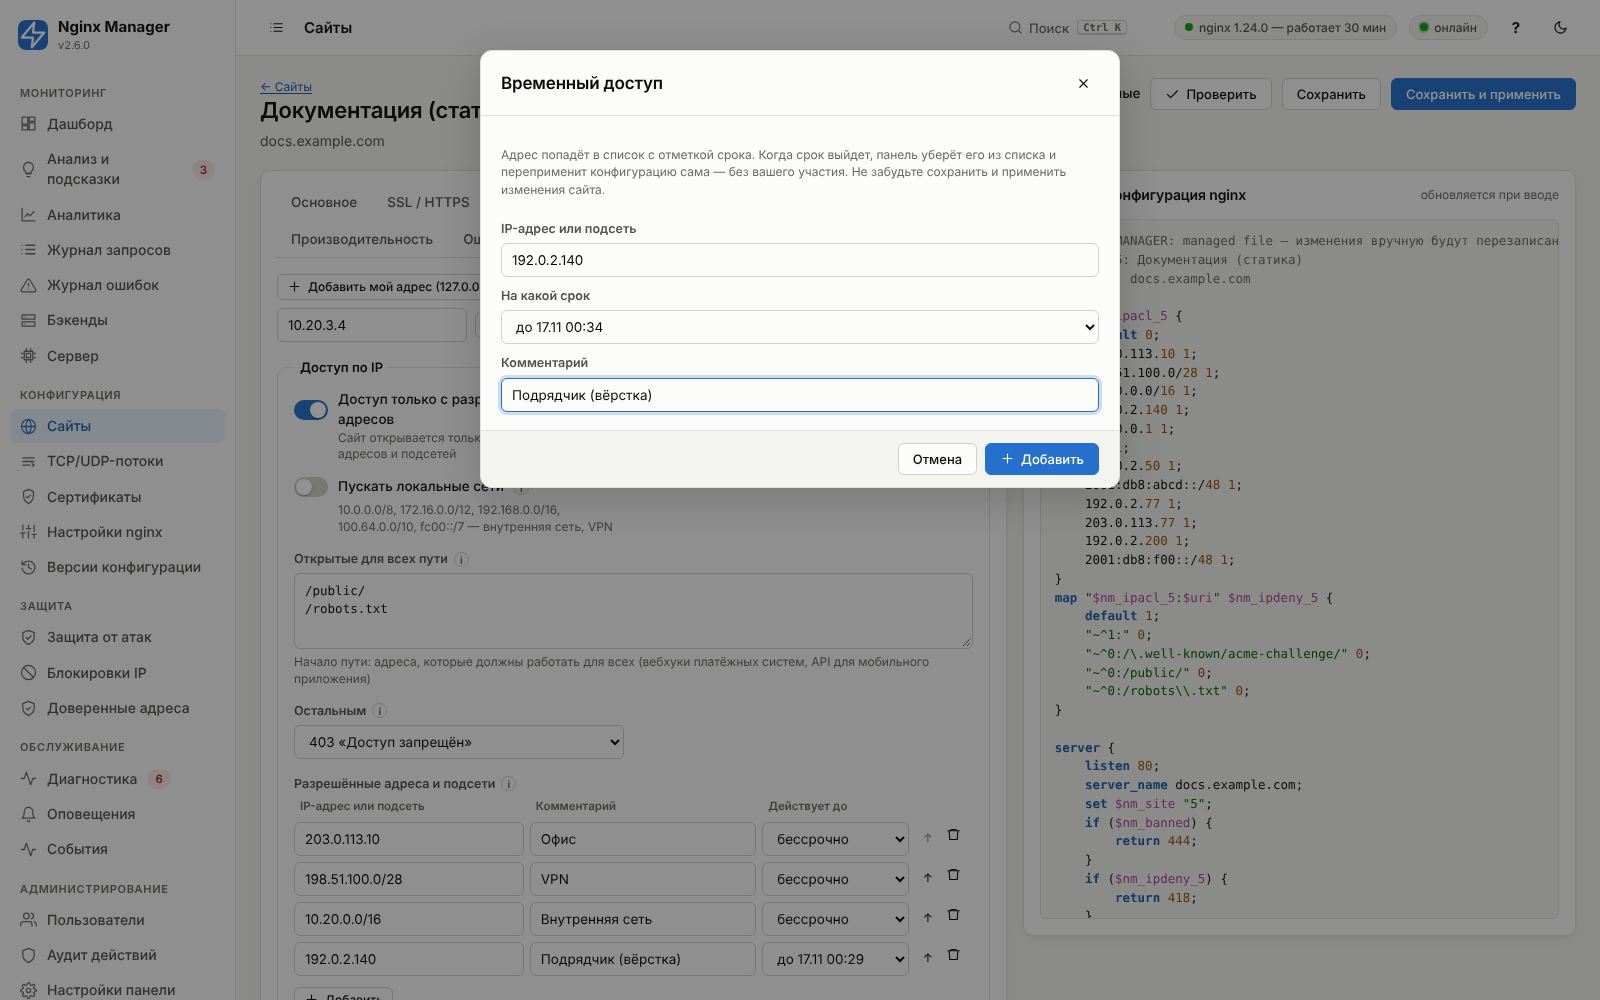 Nginx Manager
v2.6.0
МОНИТОРИНГ
Дашборд
Анализ и
подсказки
3
Аналитика
Журнал запросов
Журнал ошибок
Бэкенды
Сервер
КОНФИГУРАЦИЯ
Сайты
TCP/UDP-потоки
Сертификаты
Настройки nginx
Версии конфигурации
ЗАЩИТА
Защита от атак
Блокировки IP
Доверенные адреса
ОБСЛУЖИВАНИЕ
Диагностика
6
Оповещения
События
АДМИНИСТРИРОВАНИЕ
Пользователи
Аудит действий
Настройки панели
Сайты
Поиск
Ctrl K
nginx 1.24.0 — работает 30 мин
онлайн
?
← Сайты
Документация (стат
docs.example.com
ые
Проверить
Сохранить
Сохранить и применить
Временный доступ
Адрес попадёт в список с отметкой срока. Когда срок выйдет, панель уберёт его из списка и
переприменит конфигурацию сама — без вашего участия. Не забудьте сохранить и применить
изменения сайта.
IP-адрес или подсеть
192.0.2.140
На какой срок
до 17.11 00:34
Комментарий
Подрядчик (вёрстка)
Отмена
+ Добавить
Основное
SSL / HTTPS
Производительность
Ош
+ Добавить мой адрес (127.0.0
10.20.3.4
Доступ по IP
Доступ только с разр
адресов
Сайт открывается тольк
адресов и подсетей
Пускать локальные сети
10.0.0.0/8, 172.16.0.0/12, 192.168.0.0/16,
100.64.0.0/10, fc00::/7 — внутренняя сеть, VPN
Открытые для всех пути
/public/
/robots.txt
Начало пути: адреса, которые должны работать для всех (вебхуки платёжных систем, API для мобильного
приложения)
Остальным
403 «Доступ запрещён»
Разрешённые адреса и подсети
IP-адрес или подсеть
Комментарий
Действует до
203.0.113.10
Офис
бессрочно
198.51.100.0/28
VPN
бессрочно
10.20.0.0/16
Внутренняя сеть
бессрочно
192.0.2.140
Подрядчик (вёрстка)
до 17.11 00:29
+ Добавить
онфигурация nginx
обновляется при вводе
MANAGER: managed file — изменения вручную будут перезаписан
5: Документация (статика)
docs.example.com
ipacl_5 {
ult 0;
0.113.10 1;
51.100.0/28 1;
0.0.0/16 1;
0.2.140 1;
0.0.1 1;
1;
0.2.50 1;
2001:db8:abcd::/48 1;
192.0.2.77 1;
203.0.113.77 1;
192.0.2.200 1;
2001:db8:f00::/48 1;
}
map "$nm_ipacl_5:$uri" $nm_ipdeny_5 {
default 1;
"~^1:" 0;
"~^0:/\.well-known/acme-challenge/" 0;
"~^0:/public/" 0;
"~^0:/robots\\.txt" 0;
}
server {
listen 80;
server_name docs.example.com;
set $nm_site "5";
if ($nm_banned) {
return 444;
}
if ($nm_ipdeny_5) {
return 418;
}